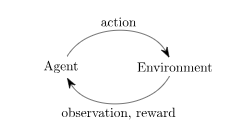 action
Agent
Environment
observation, reward